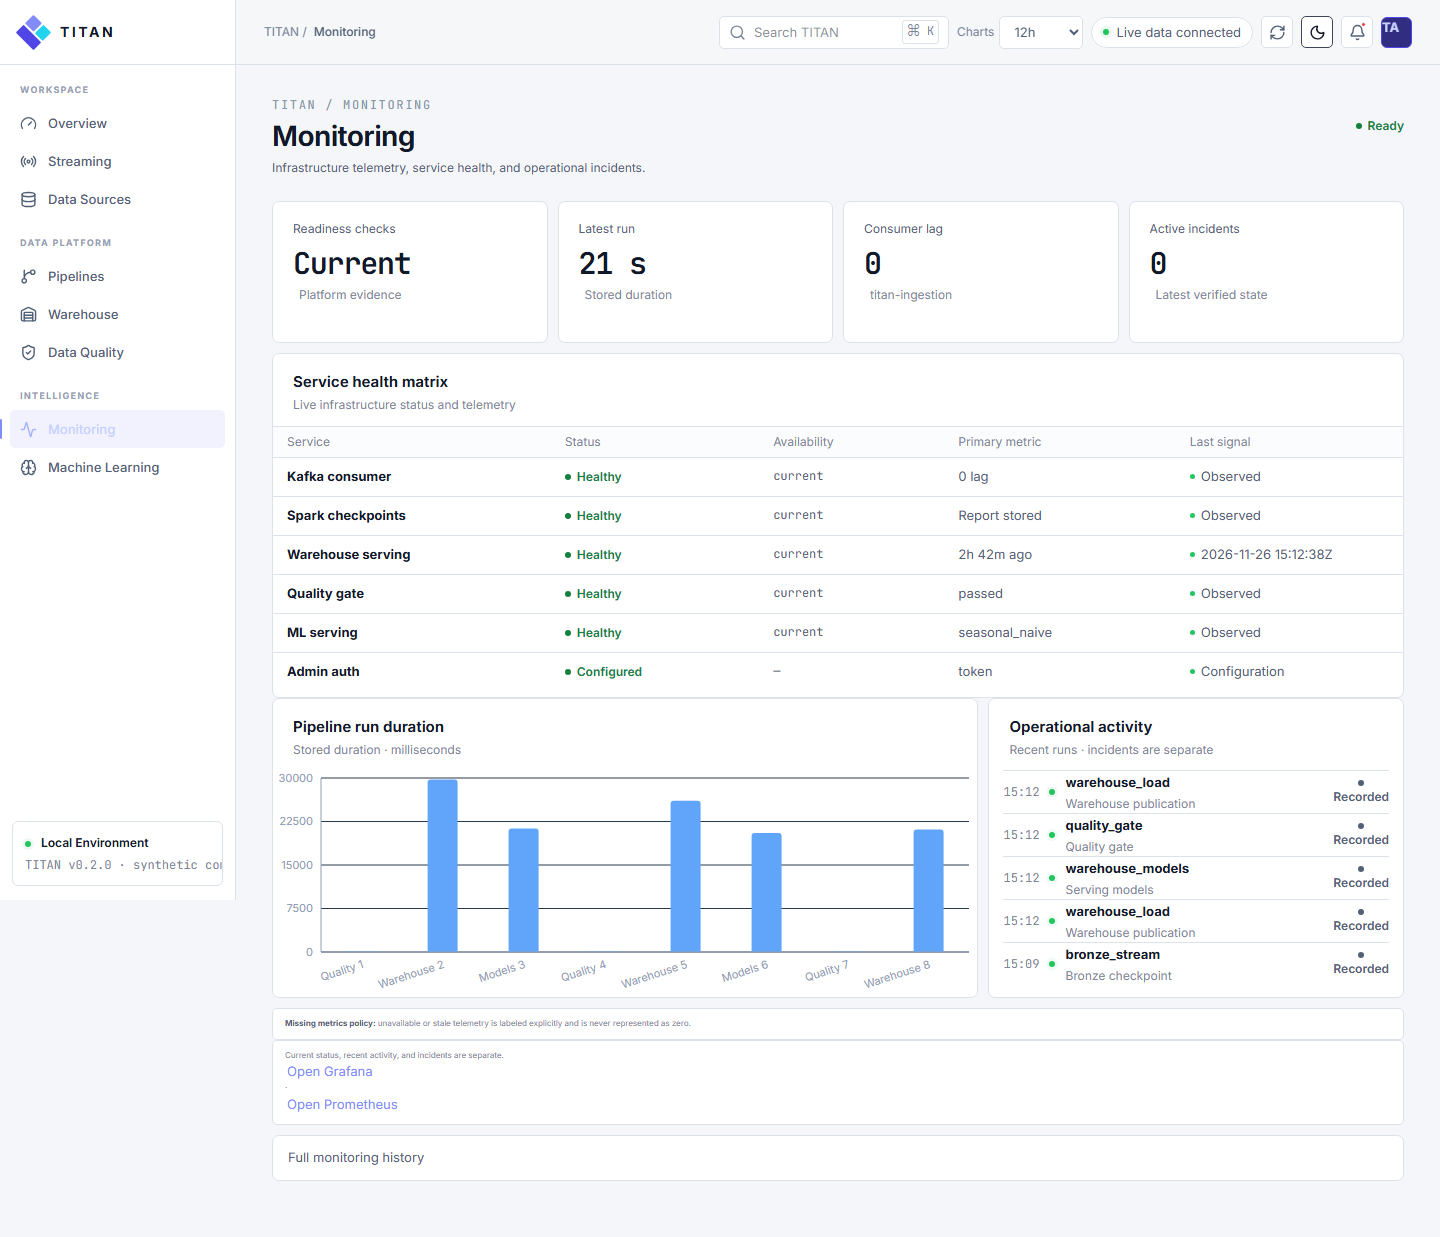 TITAN
WORKSPACE
Overview
Streaming
Data Sources
DATA PLATFORM
Pipelines
Warehouse
Data Quality
INTELLIGENCE
Monitoring
Machine Learning
Local Environment
TITAN v0.2.0 · synthetic co
TITAN / Monitoring
Search TITAN
⌘ K
Charts
12h
Live data connected
TA
TITAN / MONITORING
Monitoring
Infrastructure telemetry, service health, and operational incidents.
Ready
Readiness checks
Current
Platform evidence
Latest run
21 s
Stored duration
Consumer lag
0
titan-ingestion
Active incidents
0
Latest verified state
Service health matrix
Live infrastructure status and telemetry
Service Status Availability Primary metric Last signal
Kafka consumer Healthy current 0 lag Observed
Spark checkpoints Healthy current Report stored Observed
Warehouse serving Healthy current 2h 42m ago 2026-11-26 15:12:38Z
Quality gate Healthy current passed Observed
ML serving Healthy current seasonal_naive Observed
Admin auth Configured — token Configuration
Pipeline run duration
Stored duration · milliseconds
30000
22500
15000
7500
0
Quality 1
Warehouse 2
Models 3
Quality 4
Warehouse 5
Models 6
Quality 7
Warehouse 8
Operational activity
Recent runs · incidents are separate
15:12 warehouse_load Recorded
Warehouse publication
15:12 quality_gate Recorded
Quality gate
15:12 warehouse_models Recorded
Serving models
15:12 warehouse_load Recorded
Warehouse publication
15:09 bronze_stream Recorded
Bronze checkpoint
Missing metrics policy: unavailable or stale telemetry is labeled explicitly and is never represented as zero.
Current status, recent activity, and incidents are separate.
Open Grafana
·
Open Prometheus
Full monitoring history